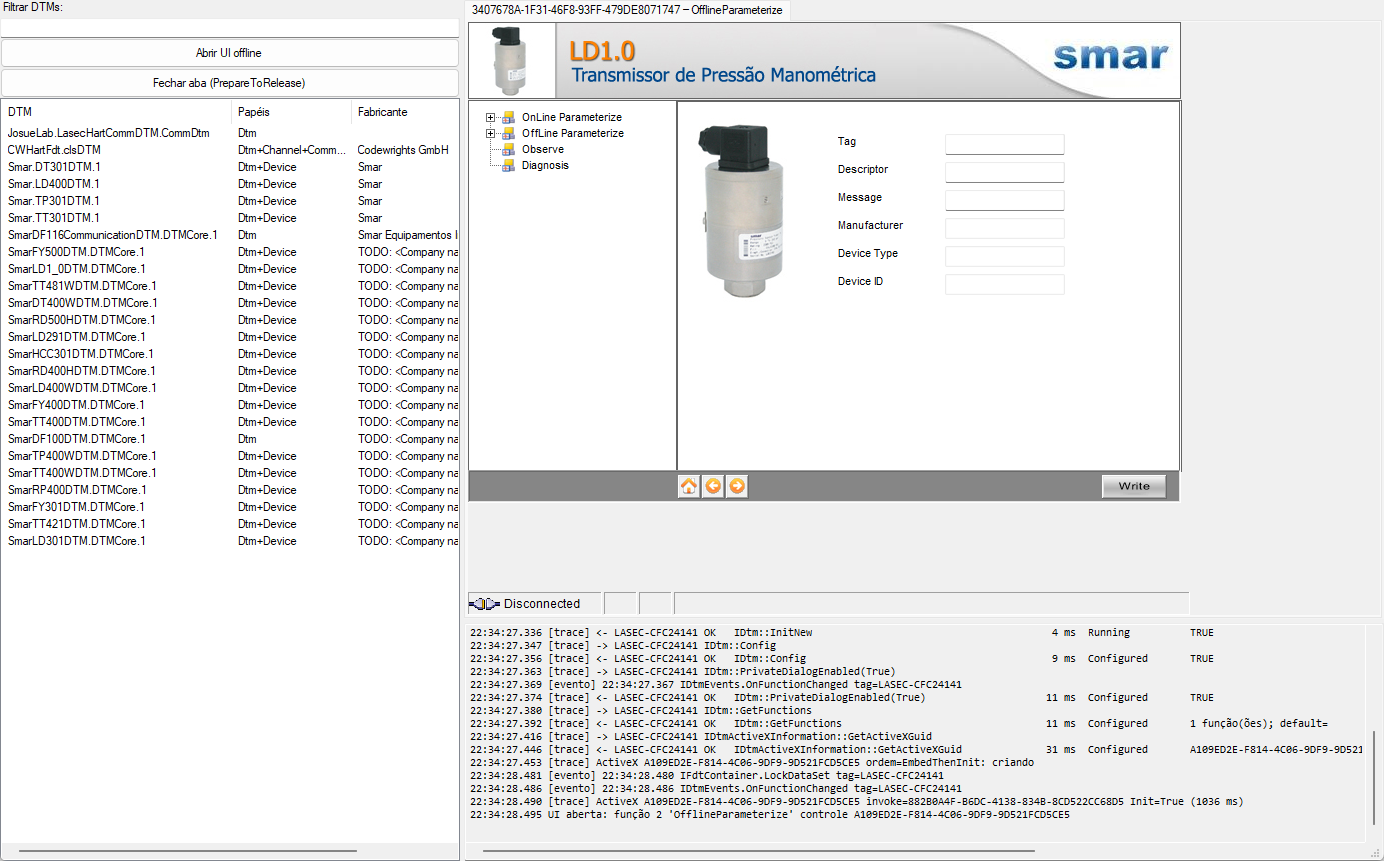 Filtrar DTMs:
Abrir UI offline
Fechar aba (PrepareToRelease)
DTM Papéis Fabricante
JosueLab.LasecHartCommDTM.CommDtm Dtm
CWHartFdt.clsDTM Dtm+Channel+Comm... Codewrights GmbH
Smar.DT301DTM.1 Dtm+Device Smar
Smar.LD400DTM.1 Dtm+Device Smar
Smar.TP301DTM.1 Dtm+Device Smar
Smar.TT301DTM.1 Dtm+Device Smar
SmarDF116CommunicationDTM.DTMCore.1 Dtm Smar Equipamentos I
SmarFY500DTM.DTMCore.1 Dtm+Device TODO: <Company na
SmarLD1_0DTM.DTMCore.1 Dtm+Device TODO: <Company na
SmarTT481WDTM.DTMCore.1 Dtm+Device TODO: <Company na
SmarDT400WDTM.DTMCore.1 Dtm+Device TODO: <Company na
SmarRD500HDTM.DTMCore.1 Dtm+Device TODO: <Company na
SmarLD291DTM.DTMCore.1 Dtm+Device TODO: <Company na
SmarHCC301DTM.DTMCore.1 Dtm+Device TODO: <Company na
SmarRD400HDTM.DTMCore.1 Dtm+Device TODO: <Company na
SmarLD400WDTM.DTMCore.1 Dtm+Device TODO: <Company na
SmarFY400DTM.DTMCore.1 Dtm+Device TODO: <Company na
SmarTT400DTM.DTMCore.1 Dtm+Device TODO: <Company na
SmarDF100DTM.DTMCore.1 Dtm TODO: <Company na
SmarTP400WDTM.DTMCore.1 Dtm+Device TODO: <Company na
SmarTT400WDTM.DTMCore.1 Dtm+Device TODO: <Company na
SmarRP400DTM.DTMCore.1 Dtm+Device TODO: <Company na
SmarFY301DTM.DTMCore.1 Dtm+Device TODO: <Company na
SmarTT421DTM.DTMCore.1 Dtm+Device TODO: <Company na
SmarLD301DTM.DTMCore.1 Dtm+Device TODO: <Company na
3407678A-1F31-46F8-93FF-479DE8071747 – OfflineParameterize
LD1.0
Transmissor de Pressão Manométrica
smar
OnLine Parameterize
OffLine Parameterize
Observe
Diagnosis
smar
Tag
Descriptor
Message
Manufacturer
Device Type
Device ID
Write
Disconnected
22:34:27.336 [trace] <- LASEC-CFC24141 OK IDtm::InitNew 4 ms Running TRUE
22:34:27.347 [trace] -> LASEC-CFC24141 IDtm::Config
22:34:27.356 [trace] <- LASEC-CFC24141 OK IDtm::Config 9 ms Configured TRUE
22:34:27.363 [trace] -> LASEC-CFC24141 IDtm::PrivateDialogEnabled(True)
22:34:27.369 [evento] 22:34:27.367 IDtmEvents.OnFunctionChanged tag=LASEC-CFC24141
22:34:27.374 [trace] <- LASEC-CFC24141 OK IDtm::PrivateDialogEnabled(True) 11 ms Configured TRUE
22:34:27.380 [trace] -> LASEC-CFC24141 IDtm::GetFunctions
22:34:27.392 [trace] <- LASEC-CFC24141 OK IDtm::GetFunctions 11 ms Configured 1 função(ões); default=
22:34:27.416 [trace] -> LASEC-CFC24141 IDtmActiveXInformation::GetActiveXGuid
22:34:27.446 [trace] <- LASEC-CFC24141 OK IDtmActiveXInformation::GetActiveXGuid 31 ms Configured A109ED2E-F814-4C06-9DF9-9D521
22:34:27.453 [trace] ActiveX A109ED2E-F814-4C06-9DF9-9D521FCD5CE5 ordem=EmbedThenInit: criando
22:34:28.481 [evento] 22:34:28.480 IFdtContainer.LockDataSet tag=LASEC-CFC24141
22:34:28.486 [evento] 22:34:28.486 IDtmEvents.OnFunctionChanged tag=LASEC-CFC24141
22:34:28.490 [trace] ActiveX A109ED2E-F814-4C06-9DF9-9D521FCD5CE5 invoke=882B0A4F-B6DC-4138-834B-8CD522CC68D5 Init=True (1036 ms)
22:34:28.495 UI aberta: função 2 'OfflineParameterize' controle A109ED2E-F814-4C06-9DF9-9D521FCD5CE5